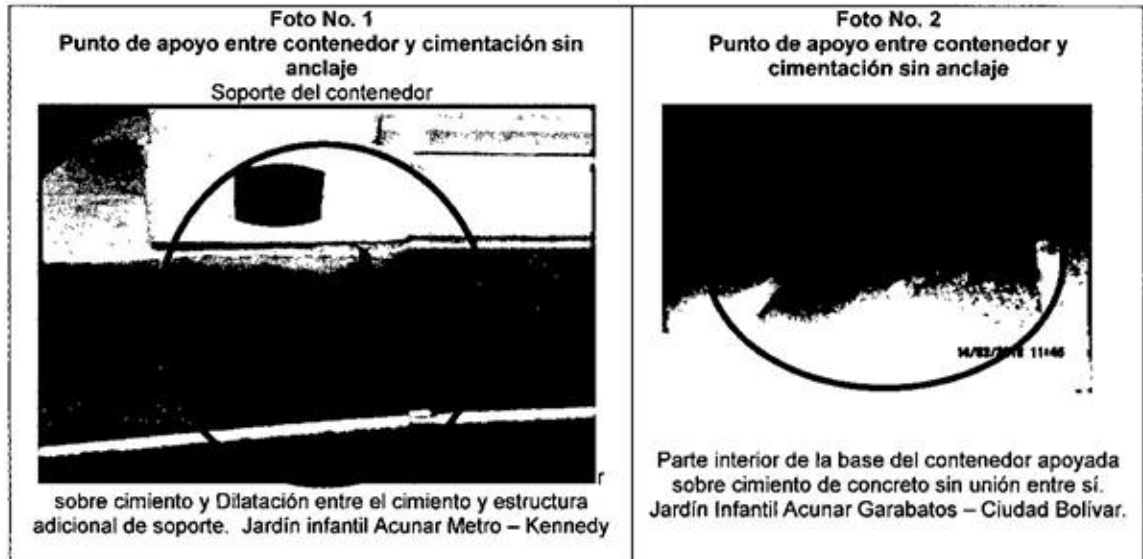 Foto No. 1
Punto de apoyo entre contenedor y cimentación sin
anclaje
Soporte del contenedor
r
sobre cimiento y Dilatación entre el cimiento y estructura
adicional de soporte. Jardín infantil Acunar Metro – Kennedy
Foto No. 2
Punto de apoyo entre contenedor y
cimentación sin anclaje
11:46
Parte interior de la base del contenedor apoyada
sobre cimiento de concreto sin unión entre sí.
Jardín Infantil Acunar Garabatos – Ciudad Bolívar.